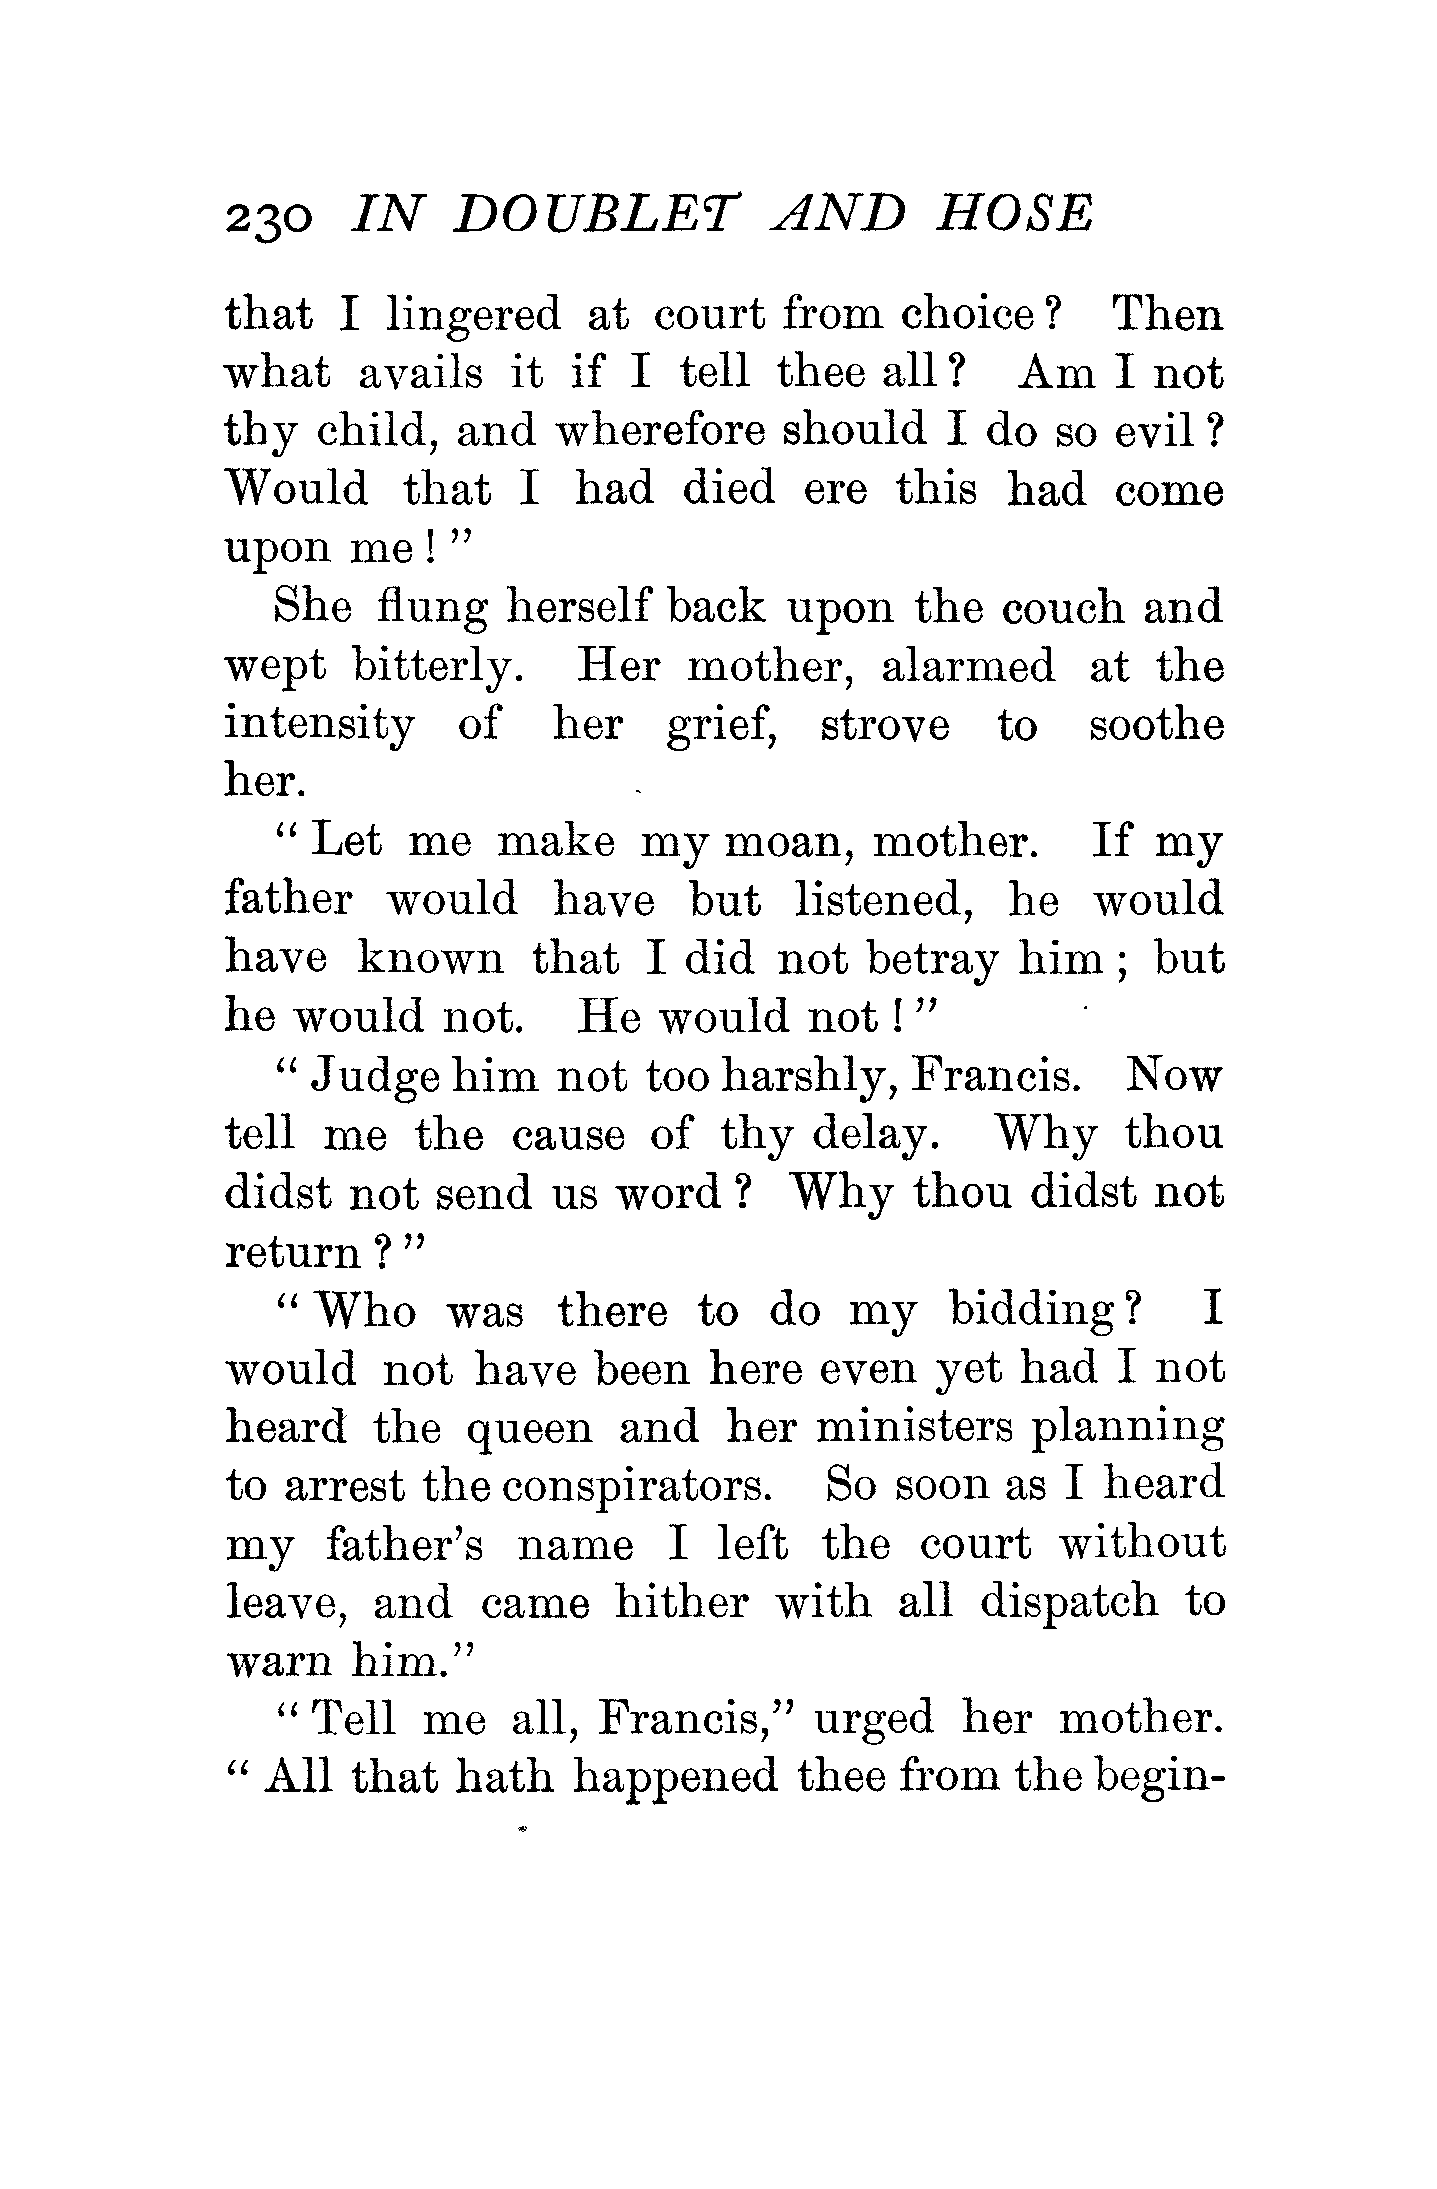 230 IN DOUBLET AND HOSE
that I lingered at court from choice? Then
what avails it if I tell thee all? Am I not
thy child, and wherefore should I do so evil?
Would that I had died ere this had come
upon me!"
She flung herself back upon the couch and
wept bitterly. Her mother, alarmed at the
intensity of her grief, strove to soothe
her.
"Let me make my moan, mother. If my
father would have but listened, he would
have known that I did not betray him; but
he would not. He would not!"
"Judge him not too harshly, Francis. Now
tell me the cause of thy delay. Why thou
didst not send us word? Why thou didst not
return?"
"Who was there to do my bidding? I
would not have been here even yet had I not
heard the queen and her ministers planning
to arrest the conspirators. So soon as I heard
my father's name I left the court without
leave, and came hither with all dispatch to
warn him."
"Tell me all, Francis," urged her mother.
"All that hath happened thee from the begin-